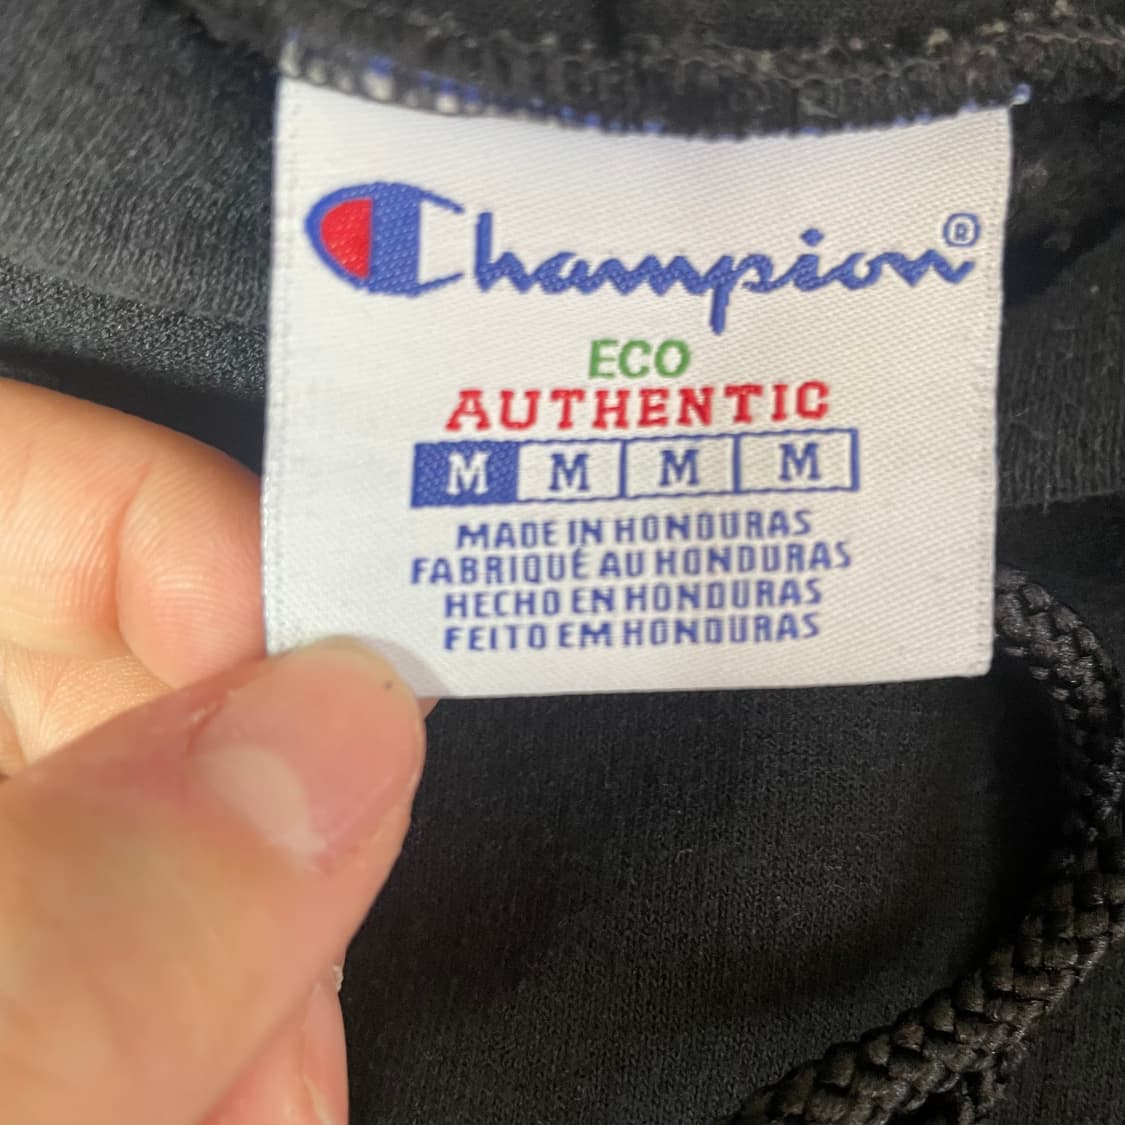 Champion®
ECO
AUTHENTIC
M M M M
MADE IN HONDURAS
FABRIQUÉ AU HONDURAS
HECHO EN HONDURAS
FEITO EM HONDURAS